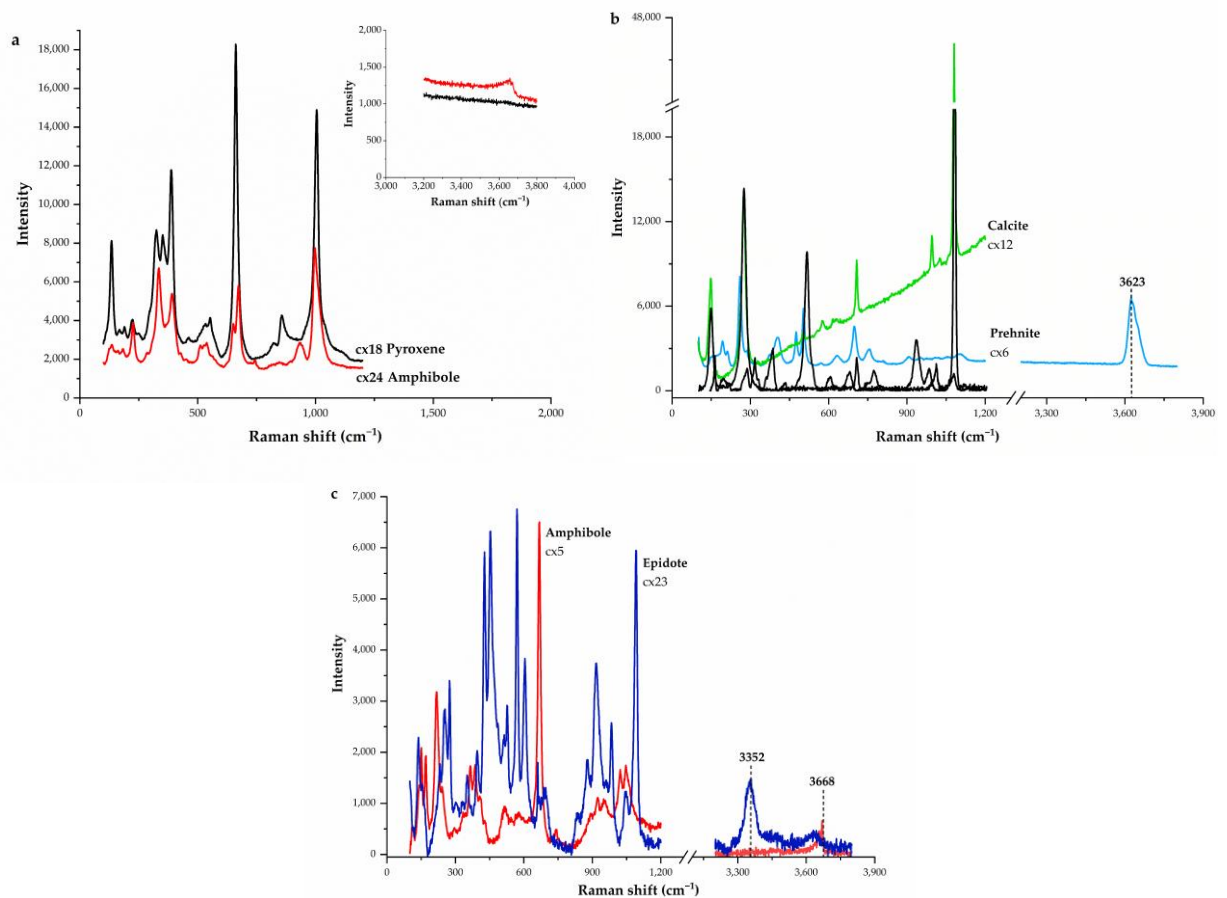 a
18,000
16,000
14,000
12,000
10,000
8,000
6,000
4,000
2,000
0
Intensity
0
500
1,000
1,500
2,000
Raman shift (cm⁻¹)
cx18 Pyroxene
cx24 Amphibole
2,000
1,500
1,000
500
0
Intensity
3,000
3,200
3,400
3,600
3,800
4,000
Raman shift (cm⁻¹)
b
48,000
18,000
12,000
6,000
0
Intensity
Calcite
cx12
Prehnite
cx6
3623
0
300
600
900
1,200
3,300
3,600
3,900
Raman shift (cm⁻¹)
c
7,000
6,000
5,000
4,000
3,000
2,000
1,000
0
Intensity
Amphibole
cx5
Epidote
cx23
3352
3668
0
300
600
900
1,200
3,300
3,600
3,900
Raman shift (cm⁻¹)